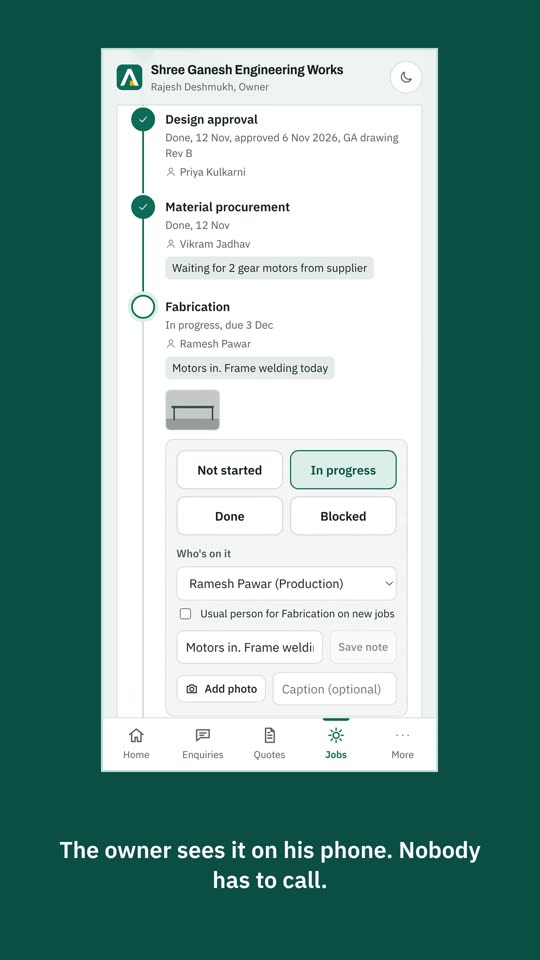 Shree Ganesh Engineering Works
Rajesh Deshmukh, Owner
Design approval
Done, 12 Nov, approved 6 Nov 2026, GA drawing
Rev B
Priya Kulkarni
Material procurement
Done, 12 Nov
Vikram Jadhav
Waiting for 2 gear motors from supplier
Fabrication
In progress, due 3 Dec
Ramesh Pawar
Motors in. Frame welding today
Not started
In progress
Done
Blocked
Who's on it
Ramesh Pawar (Production)
Usual person for Fabrication on new jobs
Motors in. Frame weldi
Save note
Add photo
Caption (optional)
Home
Enquiries
Quotes
Jobs
More
The owner sees it on his phone. Nobody
has to call.